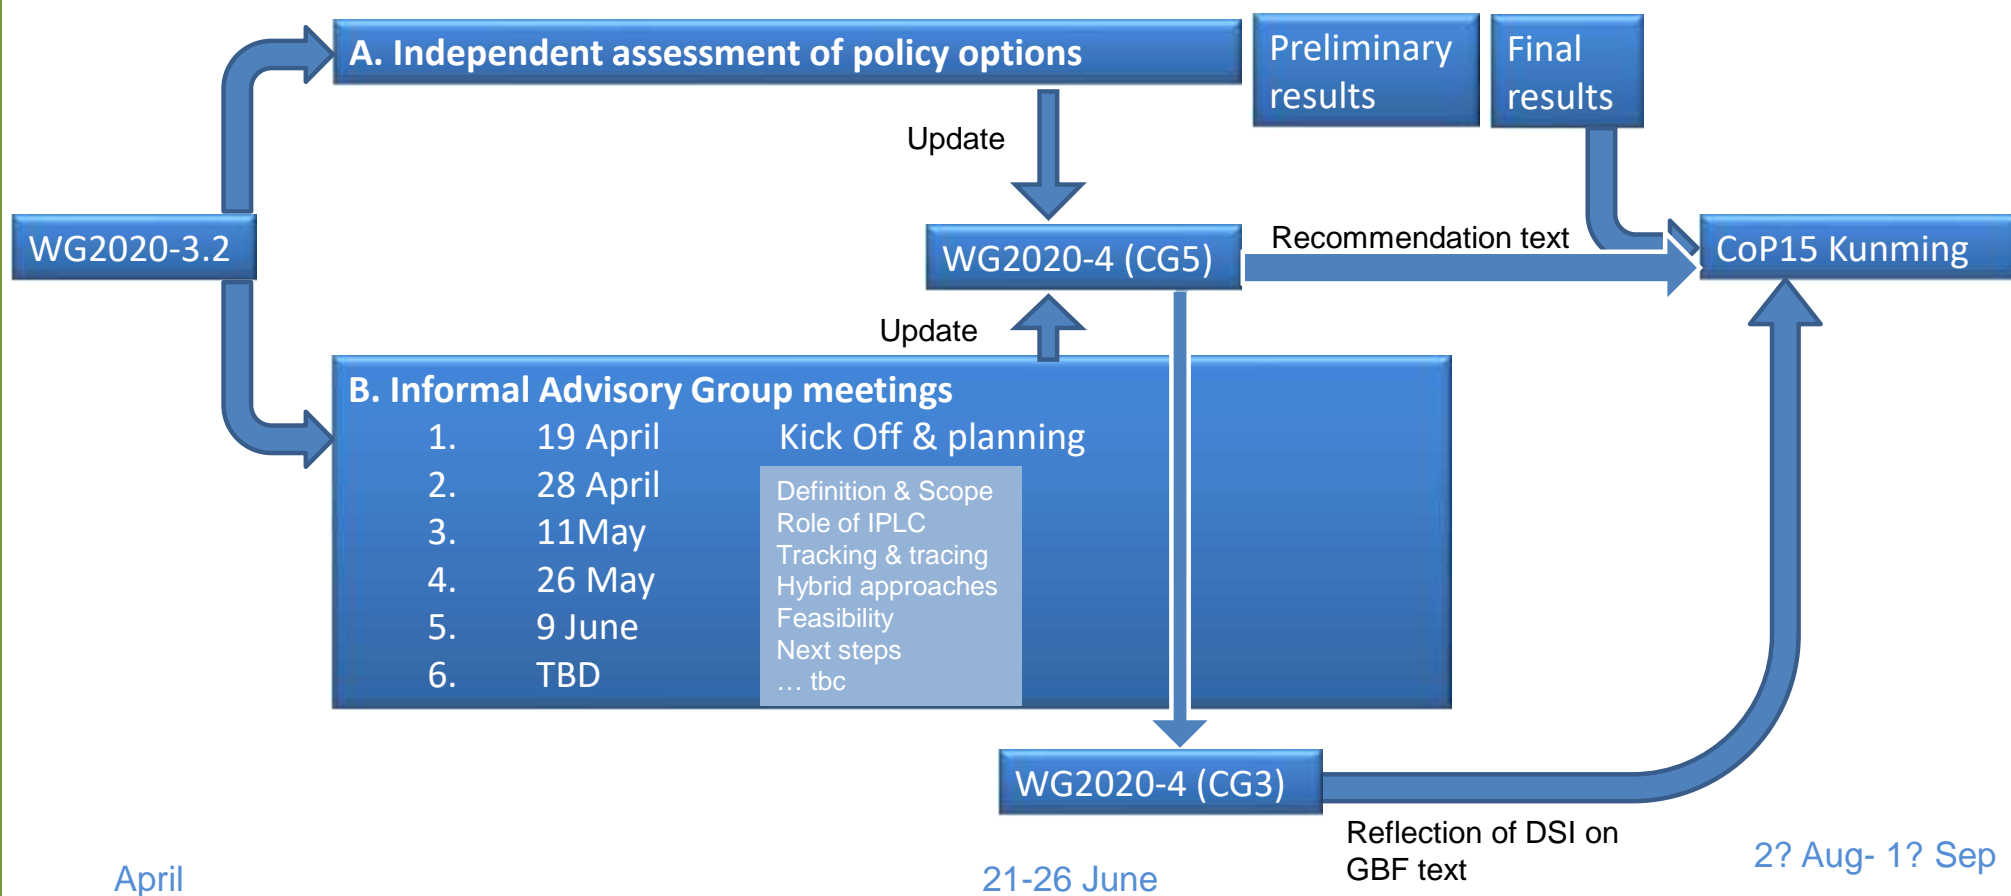 A. Independent assessment of policy options
Preliminary
results
Final
results
Update
WG2020-3.2
WG2020-4 (CG5)
Recommendation text
CoP15 Kunming
Update
B. Informal Advisory Group meetings
1. 19 April Kick Off & planning
2. 28 April
3. 11May
4. 26 May
5. 9 June
6. TBD
Definition & Scope
Role of IPLC
Tracking & tracing
Hybrid approaches
Feasibility
Next steps
… tbc
WG2020-4 (CG3)
Reflection of DSI on
GBF text
April
21-26 June
2? Aug- 1? Sep